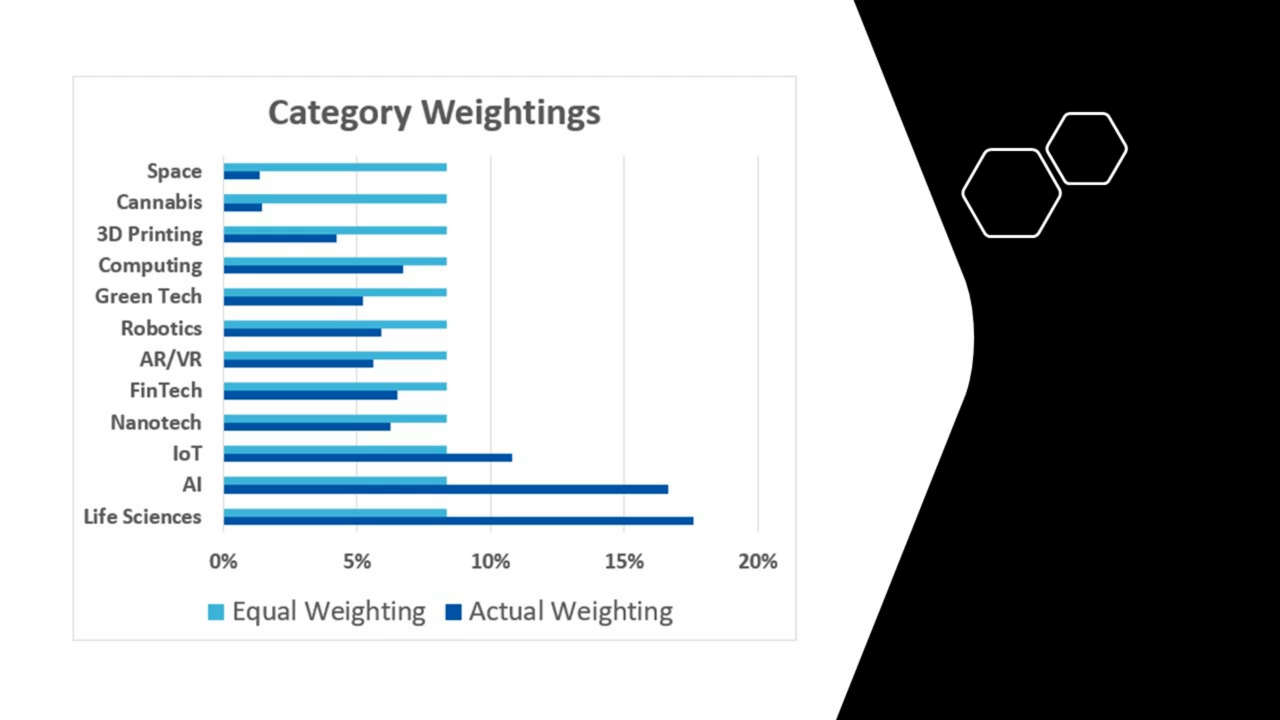 Category Weightings
Space
Cannabis
3D Printing
Computing
Green Tech
Robotics
AR/VR
FinTech
Nanotech
IoT
AI
Life Sciences
0% 5% 10% 15% 20%
Equal Weighting Actual Weighting